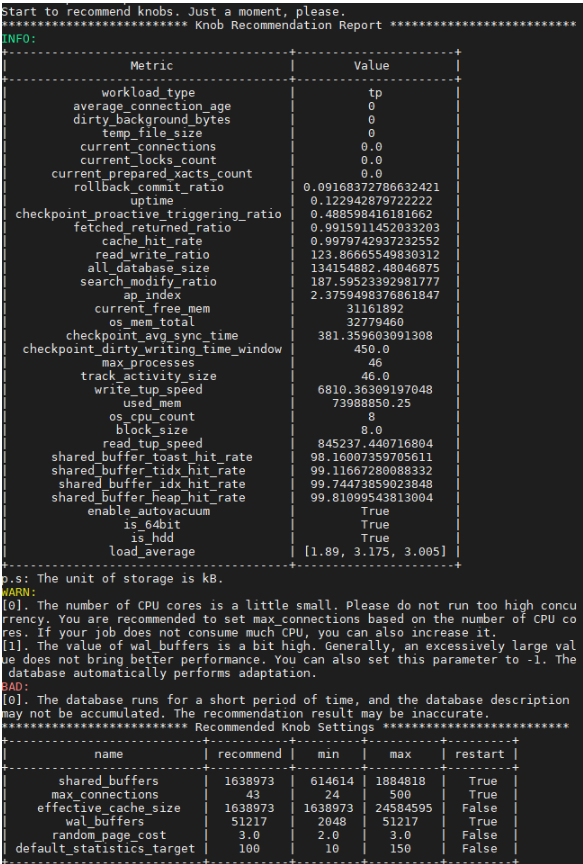 Start to recommend knobs. Just a moment, please.
************************* Knob Recommendation Report *************************
INFO:
+---------------------------------------+----------------------+
| Metric | Value |
+---------------------------------------+----------------------+
| workload_type | tp |
| average_connection_age | 0 |
| dirty_background_bytes | 0 |
| temp_file_size | 0 |
| current_connections | 0.0 |
| current_locks_count | 0.0 |
| current_prepared_xacts_count | 0.0 |
| rollback_commit_ratio | 0.09168372786632421 |
| uptime | 0.122942879722222 |
| checkpoint_proactive_triggering_ratio | 0.488598416181662 |
| fetched_returned_ratio | 0.9915911452033203 |
| cache_hit_rate | 0.9979742937232552 |
| read_write_ratio | 123.86665549830312 |
| all_database_size | 134154882.48046875 |
| search_modify_ratio | 187.59523392981777 |
| ap_index | 2.3759498376861847 |
| current_free_mem | 31161892 |
| os_mem_total | 32779460 |
| checkpoint_avg_sync_time | 381.359603091308 |
| checkpoint_dirty_writing_time_window | 450.0 |
| max_processes | 46 |
| track_activity_size | 46.0 |
| write_tup_speed | 6810.36309197048 |
| used_mem | 73988850.25 |
| os_cpu_count | 8 |
| block_size | 8.0 |
| read_tup_speed | 845237.440716804 |
| shared_buffer_toast_hit_rate | 98.16007359705611 |
| shared_buffer_tidx_hit_rate | 99.11667280088332 |
| shared_buffer_idx_hit_rate | 99.74473859023848 |
| shared_buffer_heap_hit_rate | 99.81099543813004 |
| enable_autovacuum | True |
| is_64bit | True |
| is_hdd | True |
| load_average | [1.89, 3.175, 3.005] |
+---------------------------------------+----------------------+
p.s: The unit of storage is kB.
WARN:
[0]. The number of CPU cores is a little small. Please do not run too high concu
rrency. You are recommended to set max_connections based on the number of CPU co
res. If your job does not consume much CPU, you can also increase it.
[1]. The value of wal_buffers is a bit high. Generally, an excessively large val
ue does not bring better performance. You can also set this parameter to -1. The
database automatically performs adaptation.
BAD:
[0]. The database runs for a short period of time, and the database description
may not be accumulated. The recommendation result may be inaccurate.
************************* Recommended Knob Settings *************************
+---------------------------+-----------+---------+----------+---------+
| name | recommend | min | max | restart |
+---------------------------+-----------+---------+----------+---------+
| shared_buffers | 1638973 | 614614 | 1884818 | True |
| max_connections | 43 | 24 | 500 | True |
| effective_cache_size | 1638973 | 1638973 | 24584595 | False |
| wal_buffers | 51217 | 2048 | 51217 | True |
| random_page_cost | 3.0 | 2.0 | 3.0 | False |
| default_statistics_target | 100 | 10 | 150 | False |
+---------------------------+-----------+---------+----------+---------+